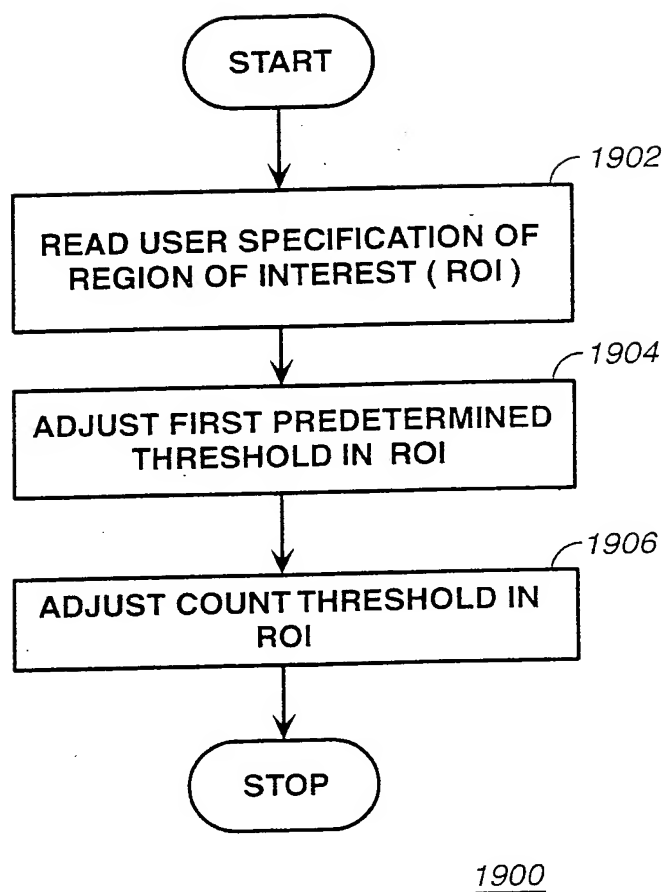 START
1902
READ USER SPECIFICATION OF
REGION OF INTEREST ( ROI )
1904
ADJUST FIRST PREDETERMINED
THRESHOLD IN ROI
1906
ADJUST COUNT THRESHOLD IN
ROI
STOP
1900